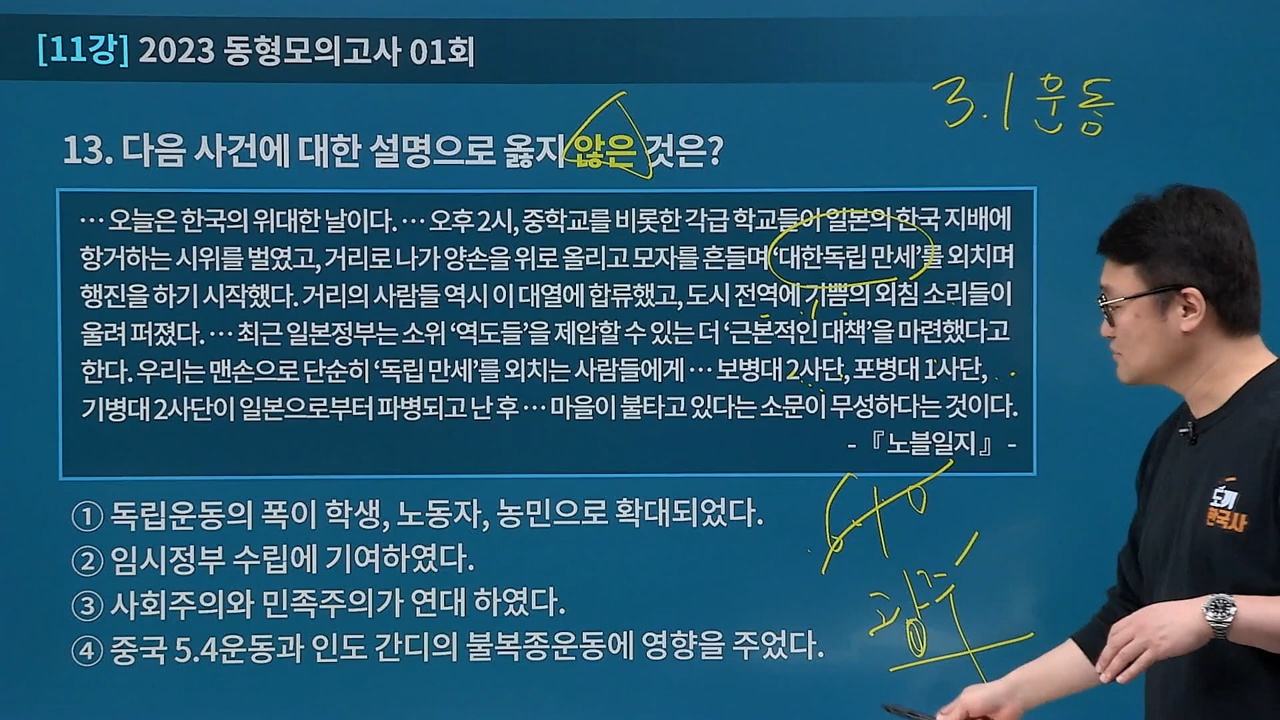 [11강] 2023 동형모의고사 01회
3.1 운동
13. 다음 사건에 대한 설명으로 옳지 않은 것은?
… 오늘은 한국의 위대한 날이다. … 오후 2시, 중학교를 비롯한 각급 학교들이 일본의 한국 지배에
항거하는 시위를 벌였고, 거리로 나가 양손을 위로 올리고 모자를 흔들며 ‘대한독립 만세’를 외치며
행진을 하기 시작했다. 거리의 사람들 역시 이 대열에 합류했고, 도시 전역에 기쁨의 외침 소리들이
울려 퍼졌다. … 최근 일본정부는 소위 ‘역도들’을 제압할 수 있는 더 ‘근본적인 대책’을 마련했다고
한다. 우리는 맨손으로 단순히 ‘독립 만세’를 외치는 사람들에게 … 보병대 2사단, 포병대 1사단,
기병대 2사단이 일본으로부터 파병되고 난 후 … 마을이 불타고 있다는 소문이 무성하다는 것이다.
- 『노블일지』 -
① 독립운동의 폭이 학생, 노동자, 농민으로 확대되었다.
② 임시정부 수립에 기여하였다.
③ 사회주의와 민족주의가 연대 하였다.
④ 중국 5.4운동과 인도 간디의 불복종운동에 영향을 주었다.
6+0
광주
도끼
한국사